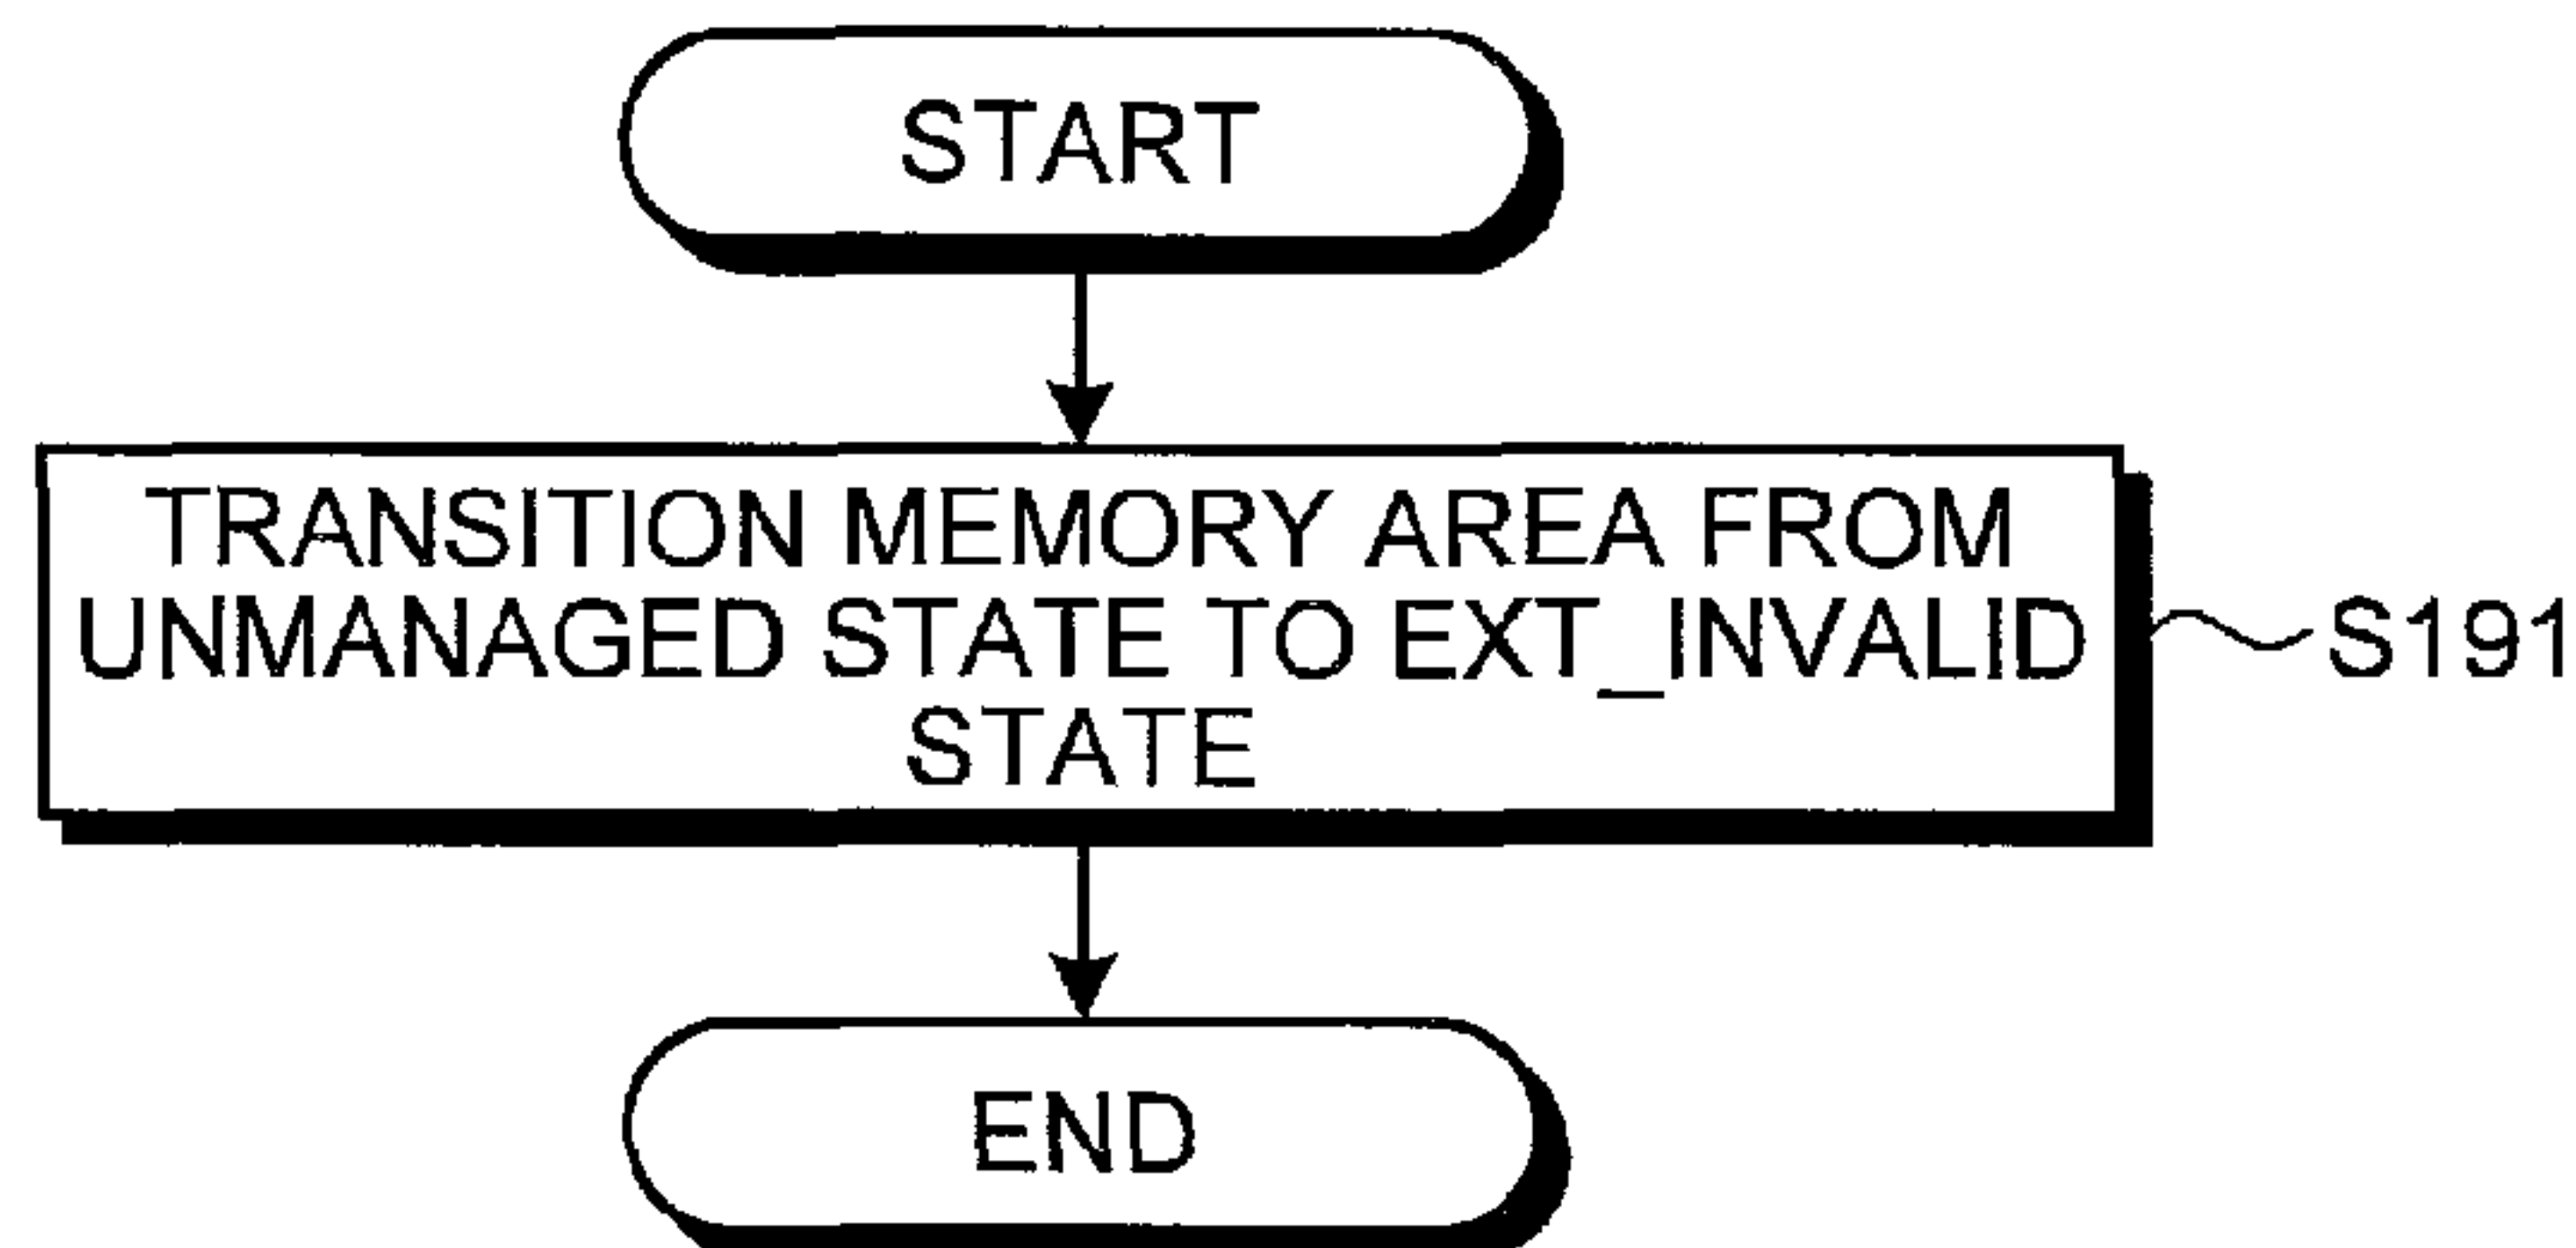 START
TRANSITION MEMORY AREA FROM
UNMANAGED STATE TO EXT_INVALID
STATE
S191
END